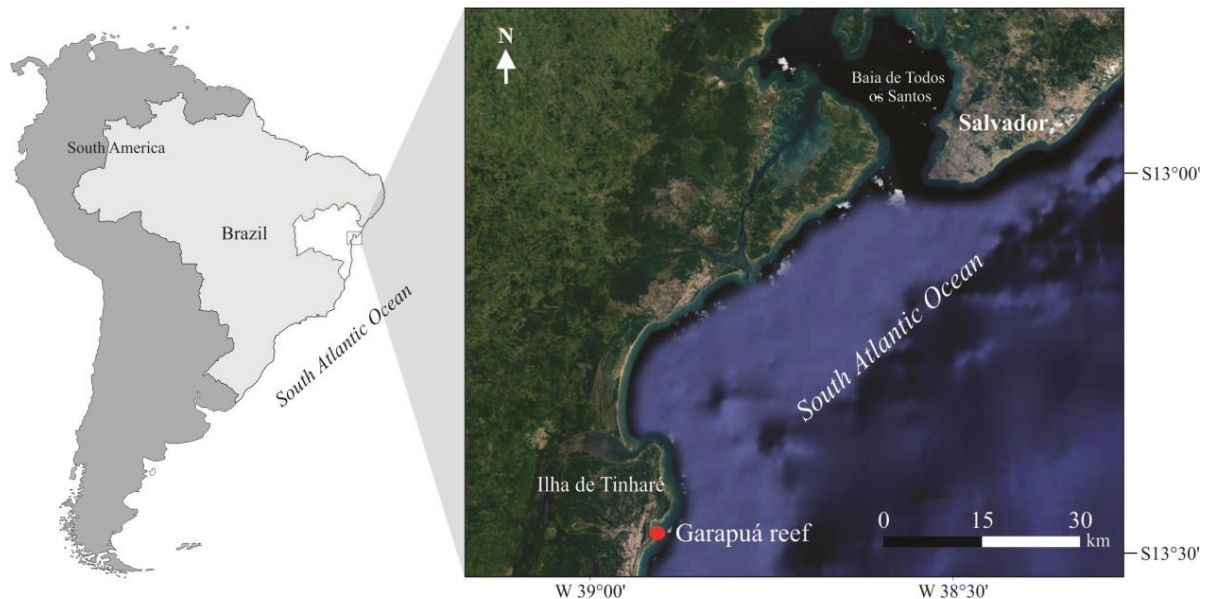 South America
Brazil
South Atlantic Ocean
N
Baia de Todos
os Santos
Salvador
S13°00'
South Atlantic Ocean
Ilha de Tinharé
Garapuá reef
0 15 30
km
S13°30'
W 39°00' W 38°30'